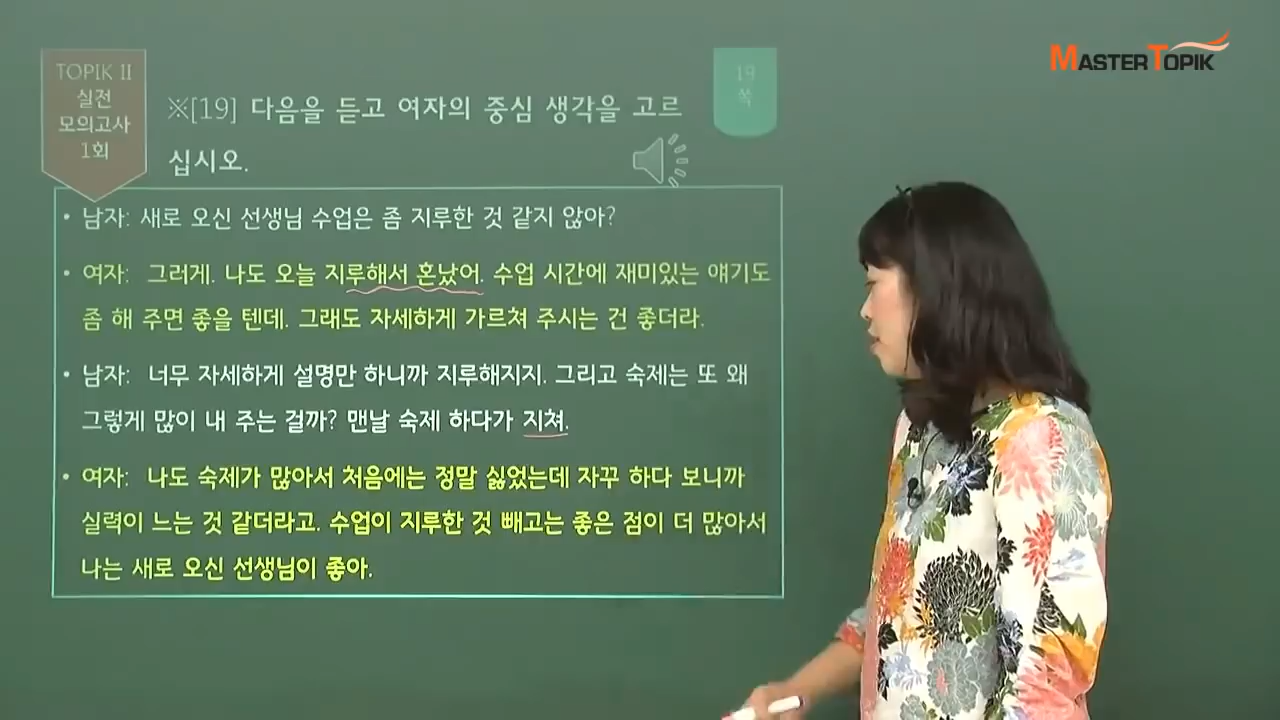 MASTER TOPIK
TOPIK II
실전
모의고사
1회
19
쪽
※[19] 다음을 듣고 여자의 중심 생각을 고르
십시오.
• 남자: 새로 오신 선생님 수업은 좀 지루한 것 같지 않아?
• 여자: 그러게. 나도 오늘 지루해서 혼났어. 수업 시간에 재미있는 얘기도
좀 해 주면 좋을 텐데. 그래도 자세하게 가르쳐 주시는 건 좋더라.
• 남자: 너무 자세하게 설명만 하니까 지루해지지. 그리고 숙제는 또 왜
그렇게 많이 내 주는 걸까? 맨날 숙제 하다가 지쳐.
• 여자: 나도 숙제가 많아서 처음에는 정말 싫었는데 자꾸 하다 보니까
실력이 느는 것 같더라고. 수업이 지루한 것 빼고는 좋은 점이 더 많아서
나는 새로 오신 선생님이 좋아.